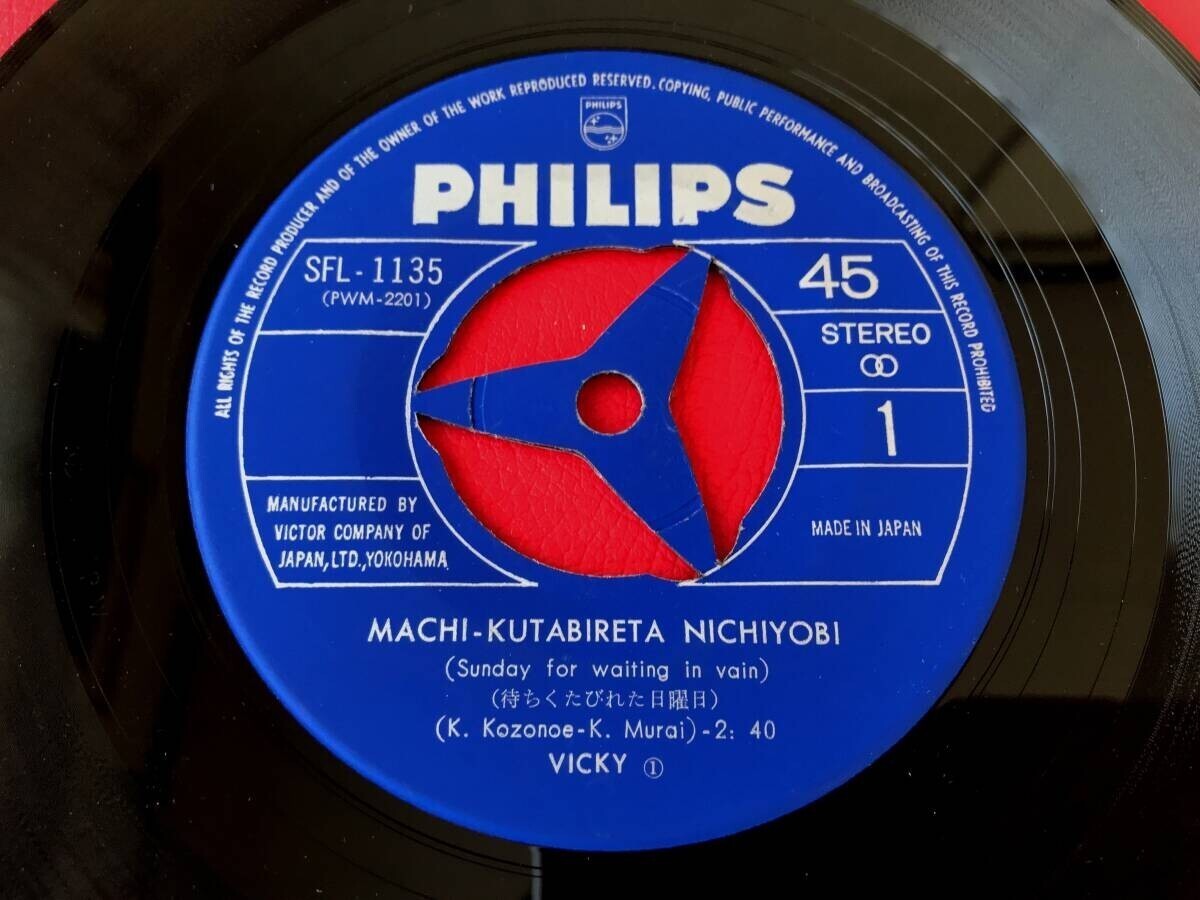 ALL RIGHTS OF THE RECORD PRODUCER AND OF THE OWNER OF THE WORK REPRODUCED RESERVED. COPYING, PUBLIC PERFORMANCE AND BROADCASTING OF THIS RECORD PROHIBITED
PHILIPS
PHILIPS
SFL-1135
(PWM-2201)
45
STEREO
1
MANUFACTURED BY
VICTOR COMPANY OF
JAPAN, LTD., YOKOHAMA
MADE IN JAPAN
MACHI-KUTABIRETA NICHIYOBI
(Sunday for waiting in vain)
(待ちくたびれた日曜日)
(K. Kozonoe-K. Murai)-2: 40
VICKY ①